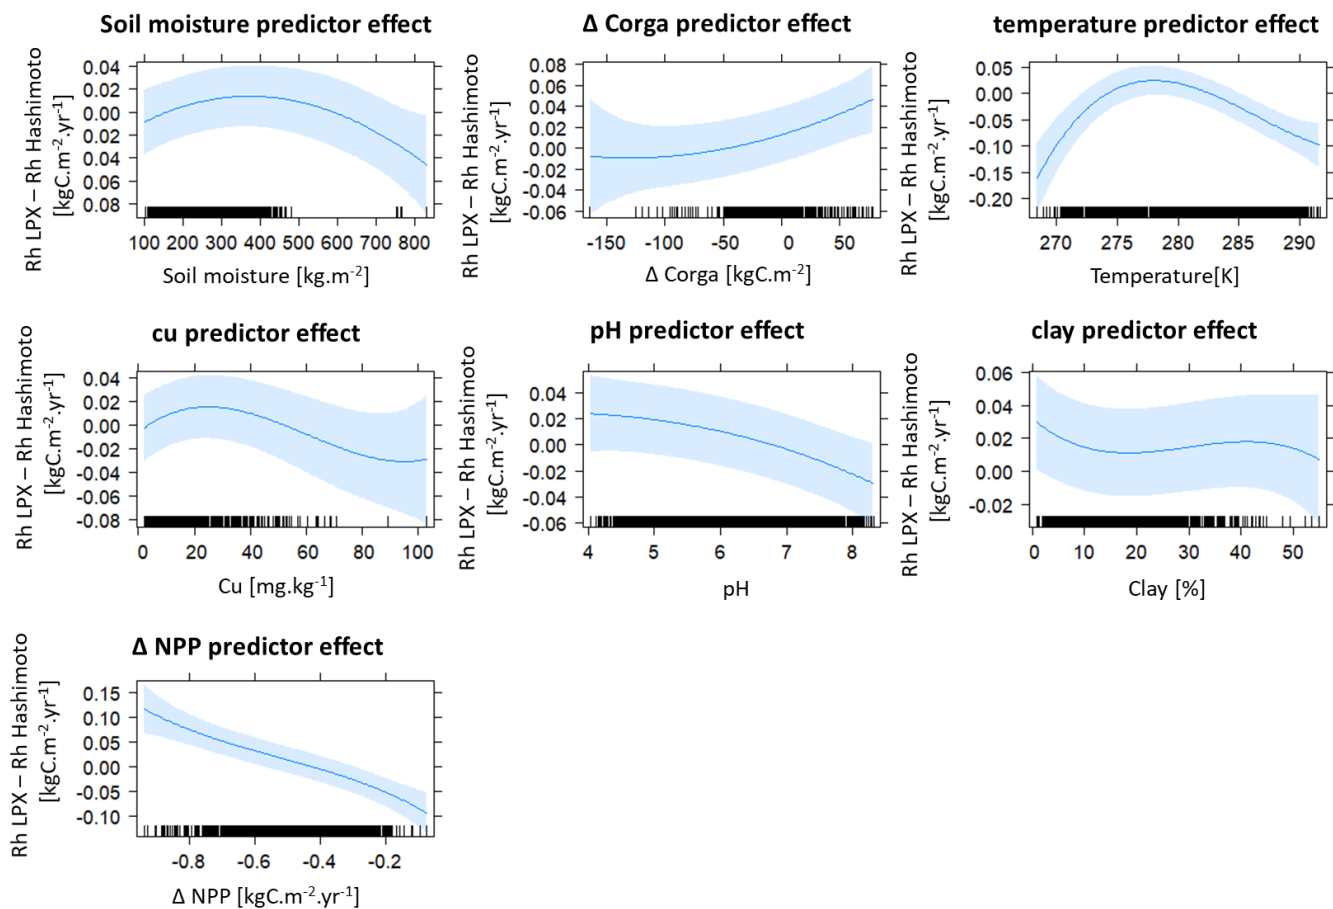 Soil moisture predictor effect
Rh LPX – Rh Hashimoto
[kgC.m-2.yr-1]
0.04
0.02
0.00
0.02
0.04
0.06
0.08
100 200 300 400 500 600 700 800
Soil moisture [kg.m-2]
Δ Corga predictor effect
Rh LPX – Rh Hashimoto
[kgC.m-2.yr-1]
0.08
0.06
0.04
0.02
0.00
-0.02
-0.04
-0.06
-150 -100 -50 0 50
Δ Corga [kgC.m-2]
temperature predictor effect
Rh LPX – Rh Hashimoto
[kgC.m-2.yr-1]
0.05
0.00
-0.05
-0.10
-0.15
-0.20
270 275 280 285 290
Temperature[K]
cu predictor effect
Rh LPX – Rh Hashimoto
[kgC.m-2.yr-1]
0.04
0.02
0.00
-0.02
-0.04
-0.06
-0.08
0 20 40 60 80 100
Cu [mg.kg-1]
pH predictor effect
Rh LPX – Rh Hashimoto
[kgC.m-2.yr-1]
0.04
0.02
0.00
-0.02
-0.04
-0.06
4 5 6 7 8
pH
clay predictor effect
Rh LPX – Rh Hashimoto
[kgC.m-2.yr-1]
0.06
0.04
0.02
0.00
-0.02
0 10 20 30 40 50
Clay [%]
Δ NPP predictor effect
Rh LPX – Rh Hashimoto
[kgC.m-2.yr-1]
0.15
0.10
0.05
0.00
-0.05
-0.10
-0.8 -0.6 -0.4 -0.2
Δ NPP [kgC.m-2.yr-1]